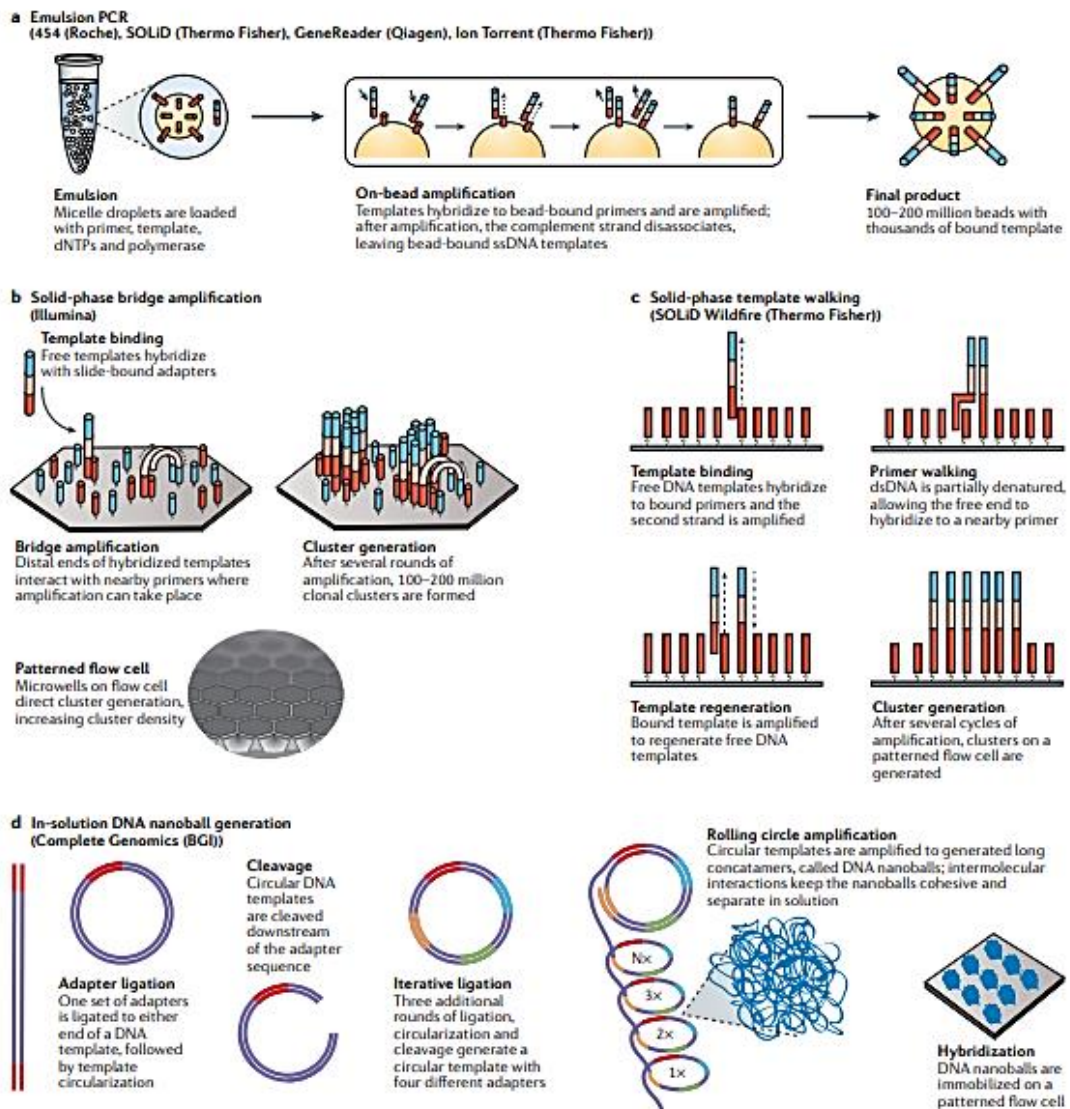 a Emulsion PCR
(454 (Roche), SOLiD (Thermo Fisher), GeneReader (Qiagen), Ion Torrent (Thermo Fisher))
Emulsion
Micelle droplets are loaded
with primer, template,
dNTPs and polymerase
On-bead amplification
Templates hybridize to bead-bound primers and are amplified;
after amplification, the complement strand disassociates,
leaving bead-bound ssDNA templates
Final product
100–200 million beads with
thousands of bound template
b Solid-phase bridge amplification
(Illumina)
Template binding
Free templates hybridize
with slide-bound adapters
Bridge amplification
Distal ends of hybridized templates
interact with nearby primers where
amplification can take place
Cluster generation
After several rounds of
amplification, 100–200 million
clonal clusters are formed
Patterned flow cell
Microwells on flow cell
direct cluster generation,
increasing cluster density
c Solid-phase template walking
(SOLiD Wildfire (Thermo Fisher))
Template binding
Free DNA templates hybridize
to bound primers and the
second strand is amplified
Primer walking
dsDNA is partially denatured,
allowing the free end to
hybridize to a nearby primer
Template regeneration
Bound template is amplified
to regenerate free DNA
templates
Cluster generation
After several cycles of
amplification, clusters on a
patterned flow cell are
generated
d In-solution DNA nanoball generation
(Complete Genomics (BGI))
Adapter ligation
One set of adapters
is ligated to either
end of a DNA
template, followed
by template
circularization
Cleavage
Circular DNA
templates
are cleaved
downstream
of the adapter
sequence
Iterative ligation
Three additional
rounds of ligation,
circularization and
cleavage generate a
circular template with
four different adapters
Rolling circle amplification
Circular templates are amplified to generated long
concatamers, called DNA nanoballs; intermolecular
interactions keep the nanoballs cohesive and
separate in solution
N×
3×
2×
1×
Hybridization
DNA nanoballs are
immobilized on a
patterned flow cell